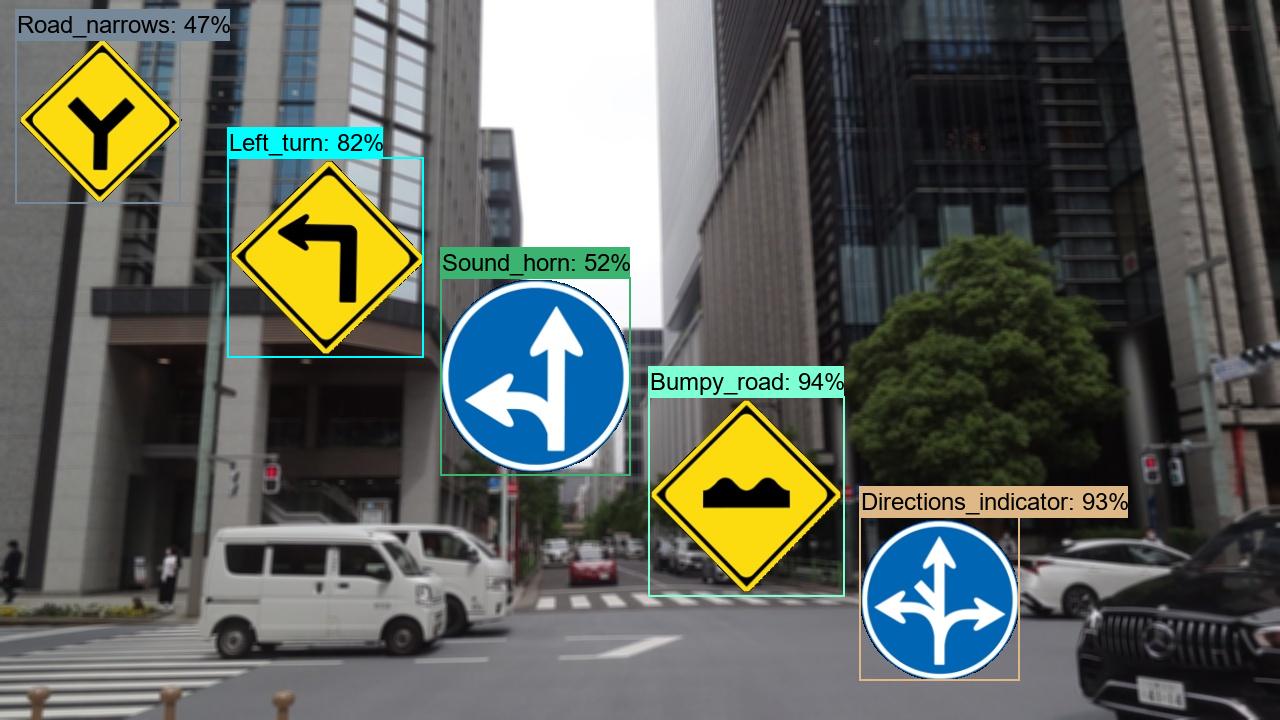 Road_narrows: 47%
Left_turn: 82%
Sound_horn: 52%
Bumpy_road: 94%
Directions_indicator: 93%